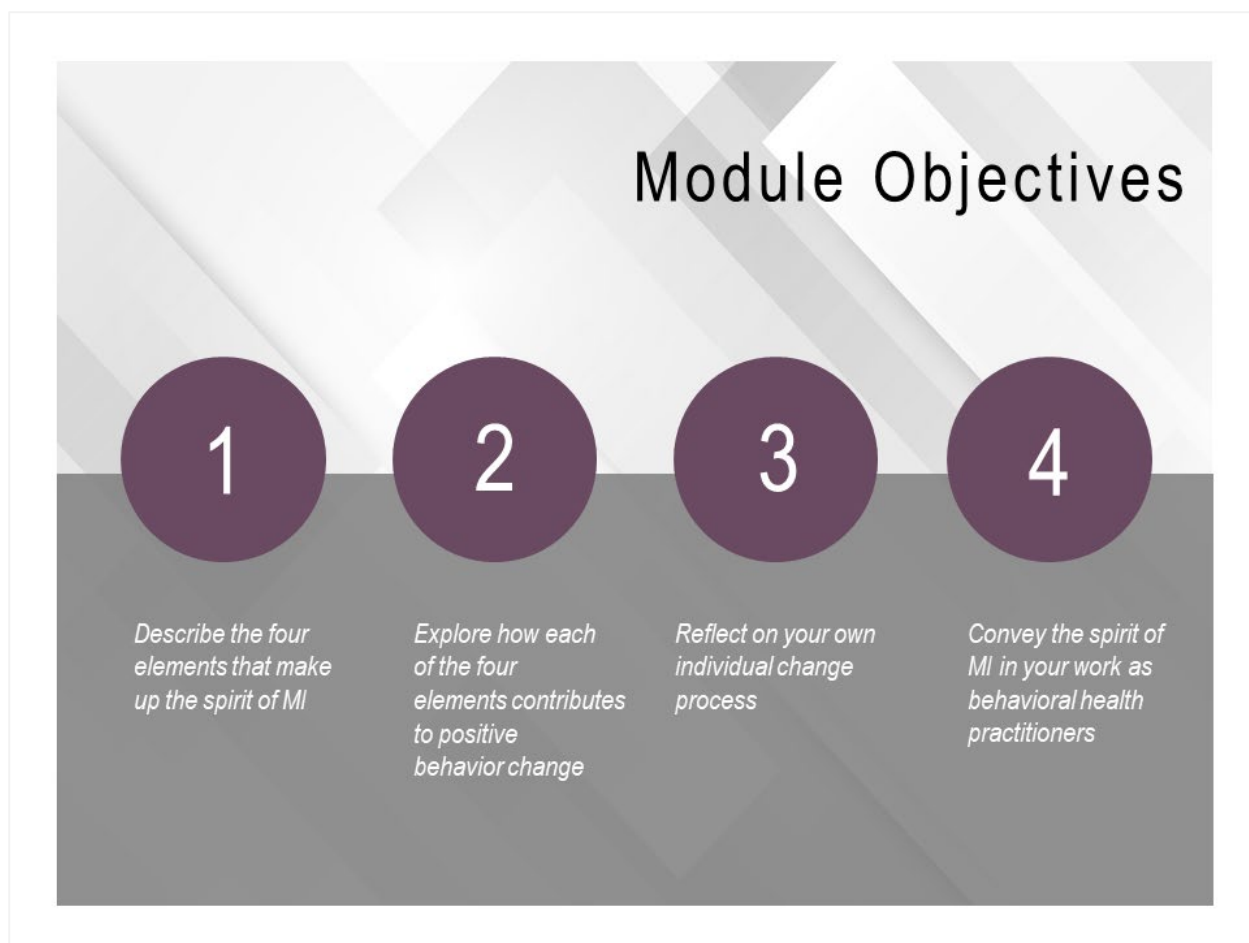 Module Objectives
1
Describe the four
elements that make
up the spirit of MI
2
Explore how each
of the four
elements contributes
to positive
behavior change
3
Reflect on your own
individual change
process
4
Convey the spirit of
MI in your work as
behavioral health
practitioners